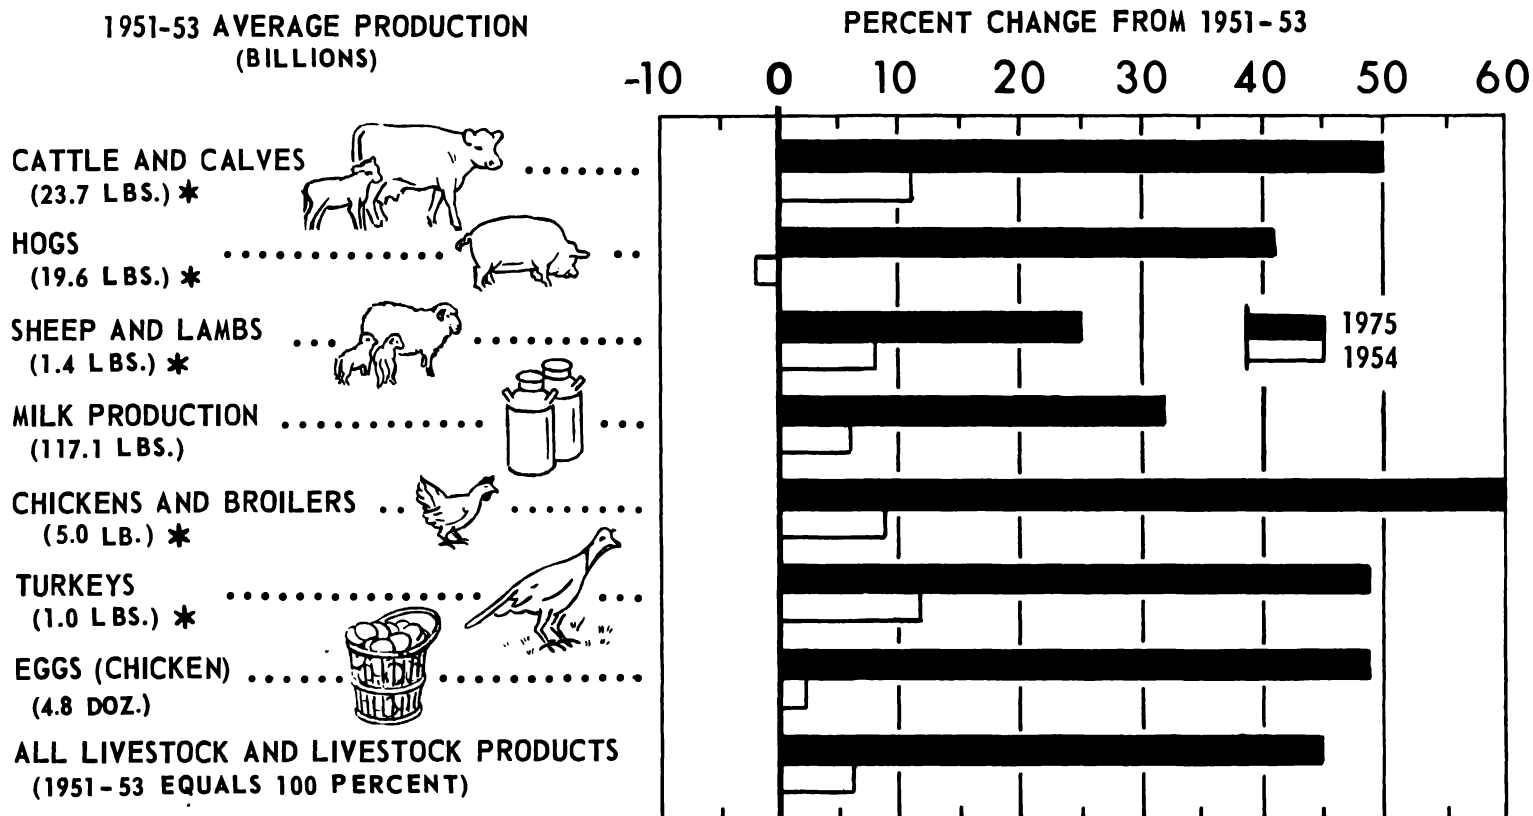 1951-53 AVERAGE PRODUCTION
(BILLIONS)
PERCENT CHANGE FROM 1951-53
-10 0 10 20 30 40 50 60
CATTLE AND CALVES
(23.7 LBS.) *
HOGS
(19.6 LBS.) *
SHEEP AND LAMBS
(1.4 LBS.) *
MILK PRODUCTION
(117.1 LBS.)
CHICKENS AND BROILERS
(5.0 LB.) *
TURKEYS
(1.0 LBS.) *
EGGS (CHICKEN)
(4.8 DOZ.)
ALL LIVESTOCK AND LIVESTOCK PRODUCTS
(1951-53 EQUALS 100 PERCENT)
1975
1954